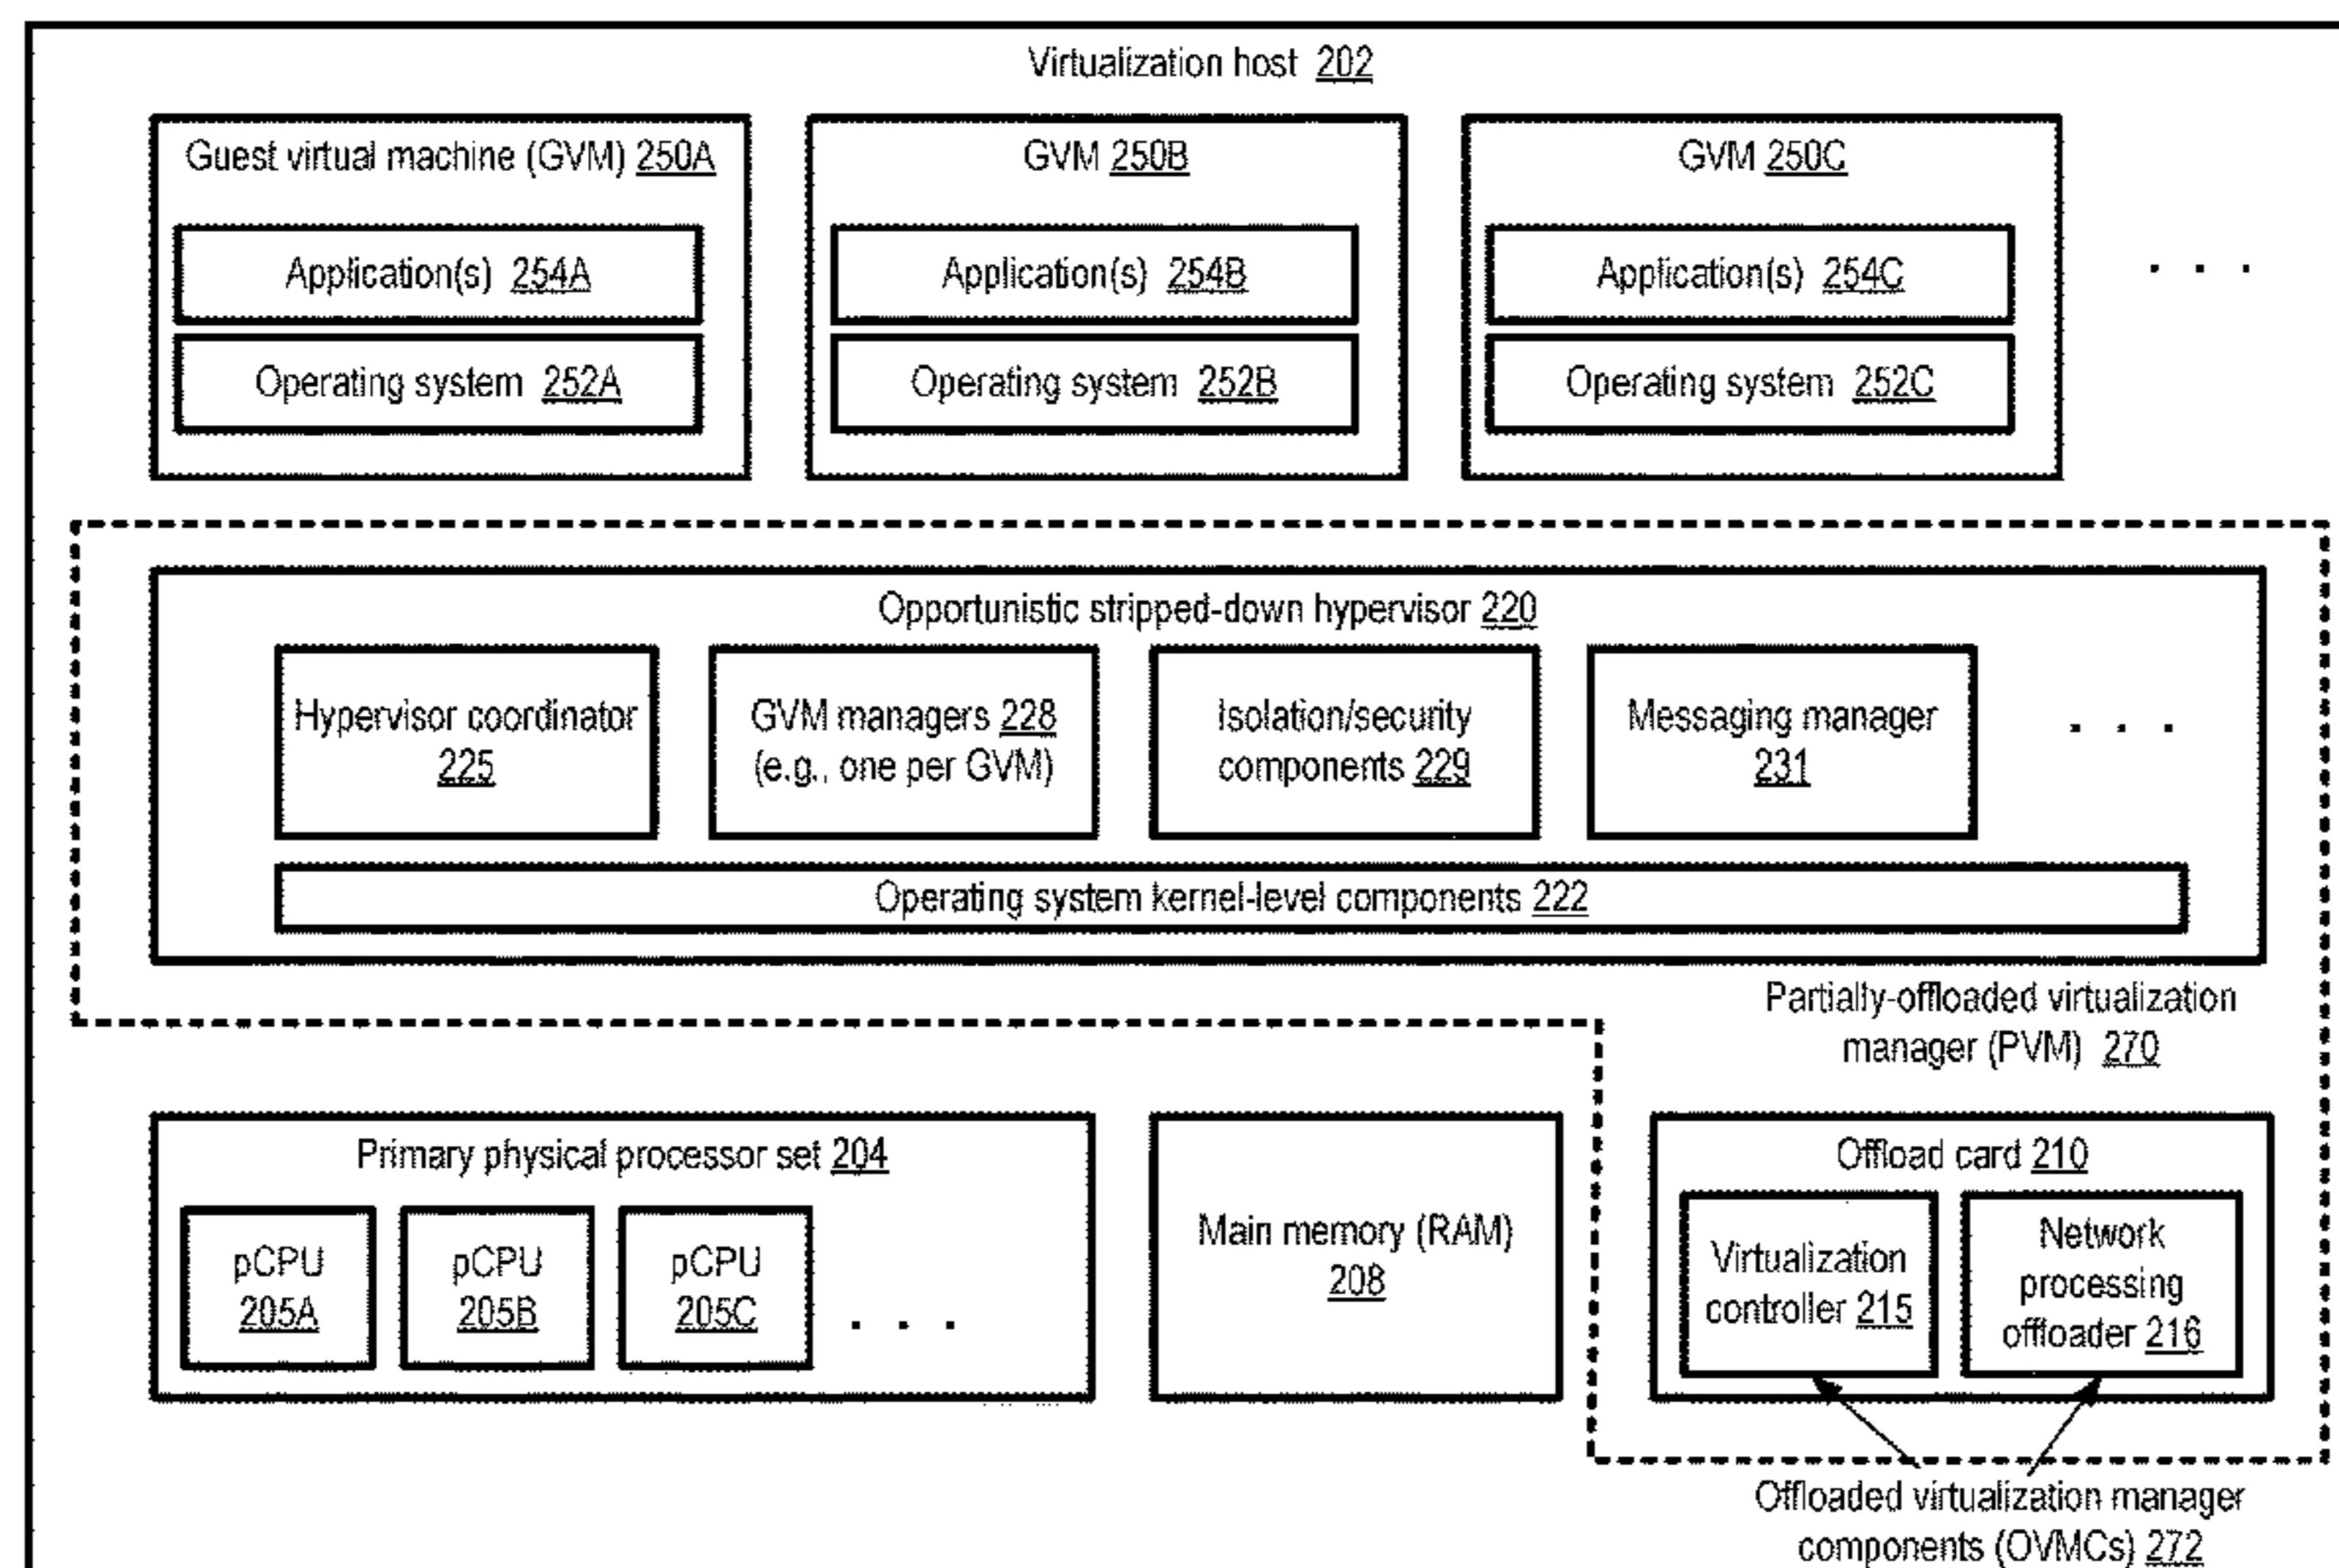 Virtualization host 202
Guest virtual machine (GVM) 250A
Application(s) 254A
Operating system 252A
GVM 250B
Application(s) 254B
Operating system 252B
GVM 250C
Application(s) 254C
Operating system 252C
. . .
Opportunistic stripped-down hypervisor 220
Hypervisor coordinator
225
GVM managers 228
(e.g., one per GVM)
Isolation/security
components 229
Messaging manager
231
. . .
Operating system kernel-level components 222
Partially-offloaded virtualization
manager (PVM) 270
Primary physical processor set 204
pCPU
205A
pCPU
205B
pCPU
205C
. . .
Main memory (RAM)
208
Offload card 210
Virtualization
controller 215
Network
processing
offloader 216
Offloaded virtualization manager
components (OVMCs) 272